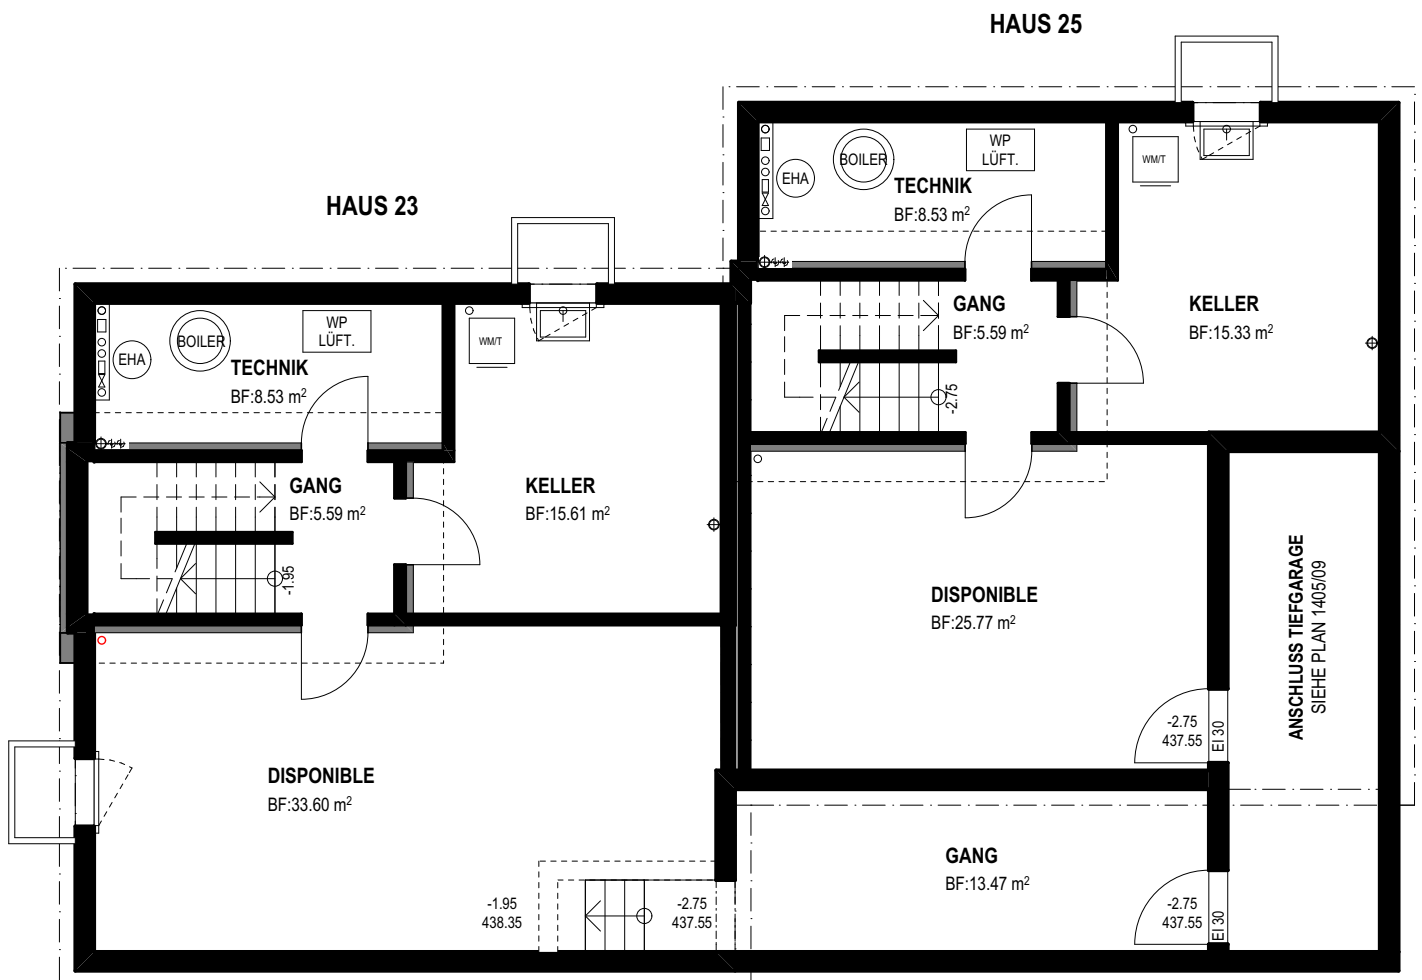 HAUS 25
HAUS 23
WP
LÜFT.
BOILER
EHA
TECHNIK
BF:8.53 m²
WM/T
GANG
BF:5.59 m²
KELLER
BF:15.33 m²
-2.75
WP
LÜFT.
BOILER
EHA
TECHNIK
BF:8.53 m²
WM/T
GANG
BF:5.59 m²
KELLER
BF:15.61 m²
-1.95
DISPONIBLE
BF:25.77 m²
ANSCHLUSS TIEFGARAGE
SIEHE PLAN 1405/09
-2.75
437.55
EI 30
DISPONIBLE
BF:33.60 m²
GANG
BF:13.47 m²
-1.95
438.35
-2.75
437.55
-2.75
437.55
EI 30